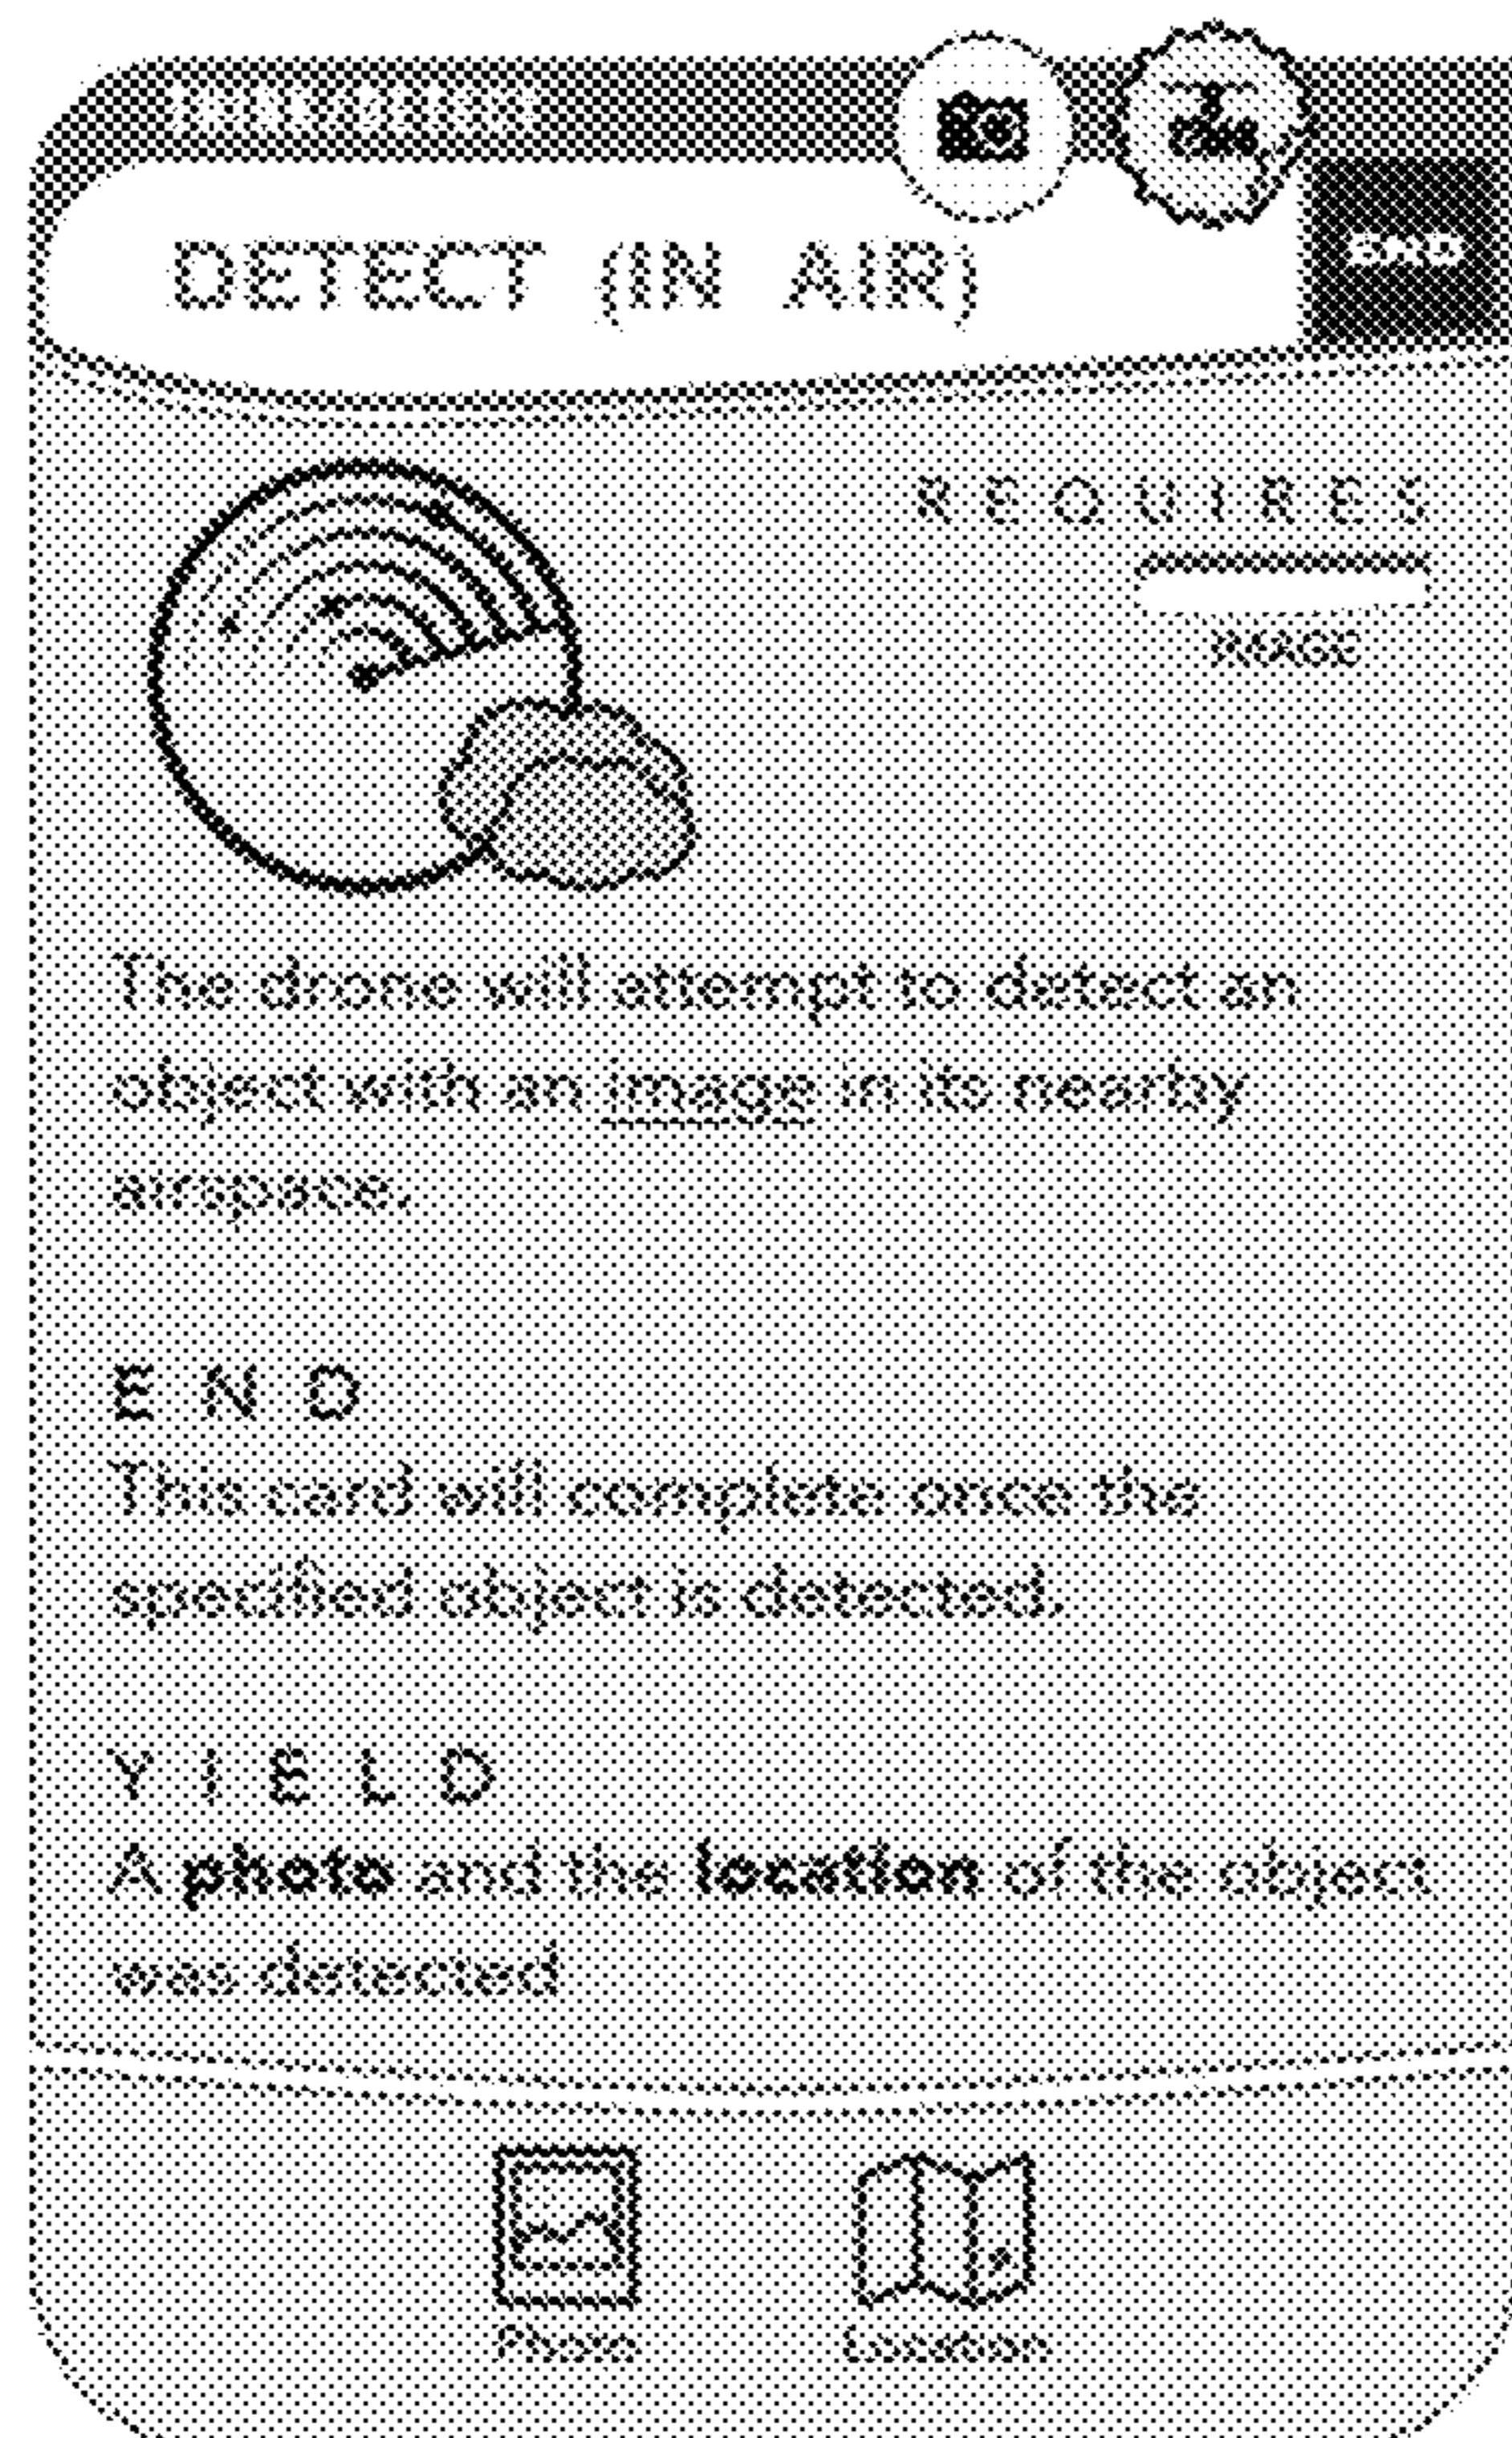 DETECT (IN AIR)
END
REQUIRES
IMAGE
The drone will attempt to detect an
object with an image in its nearby
airspace.
END
This card will complete once the
specified object is detected.
YIELD
A photo and the location of the object
was detected
Photo
Location